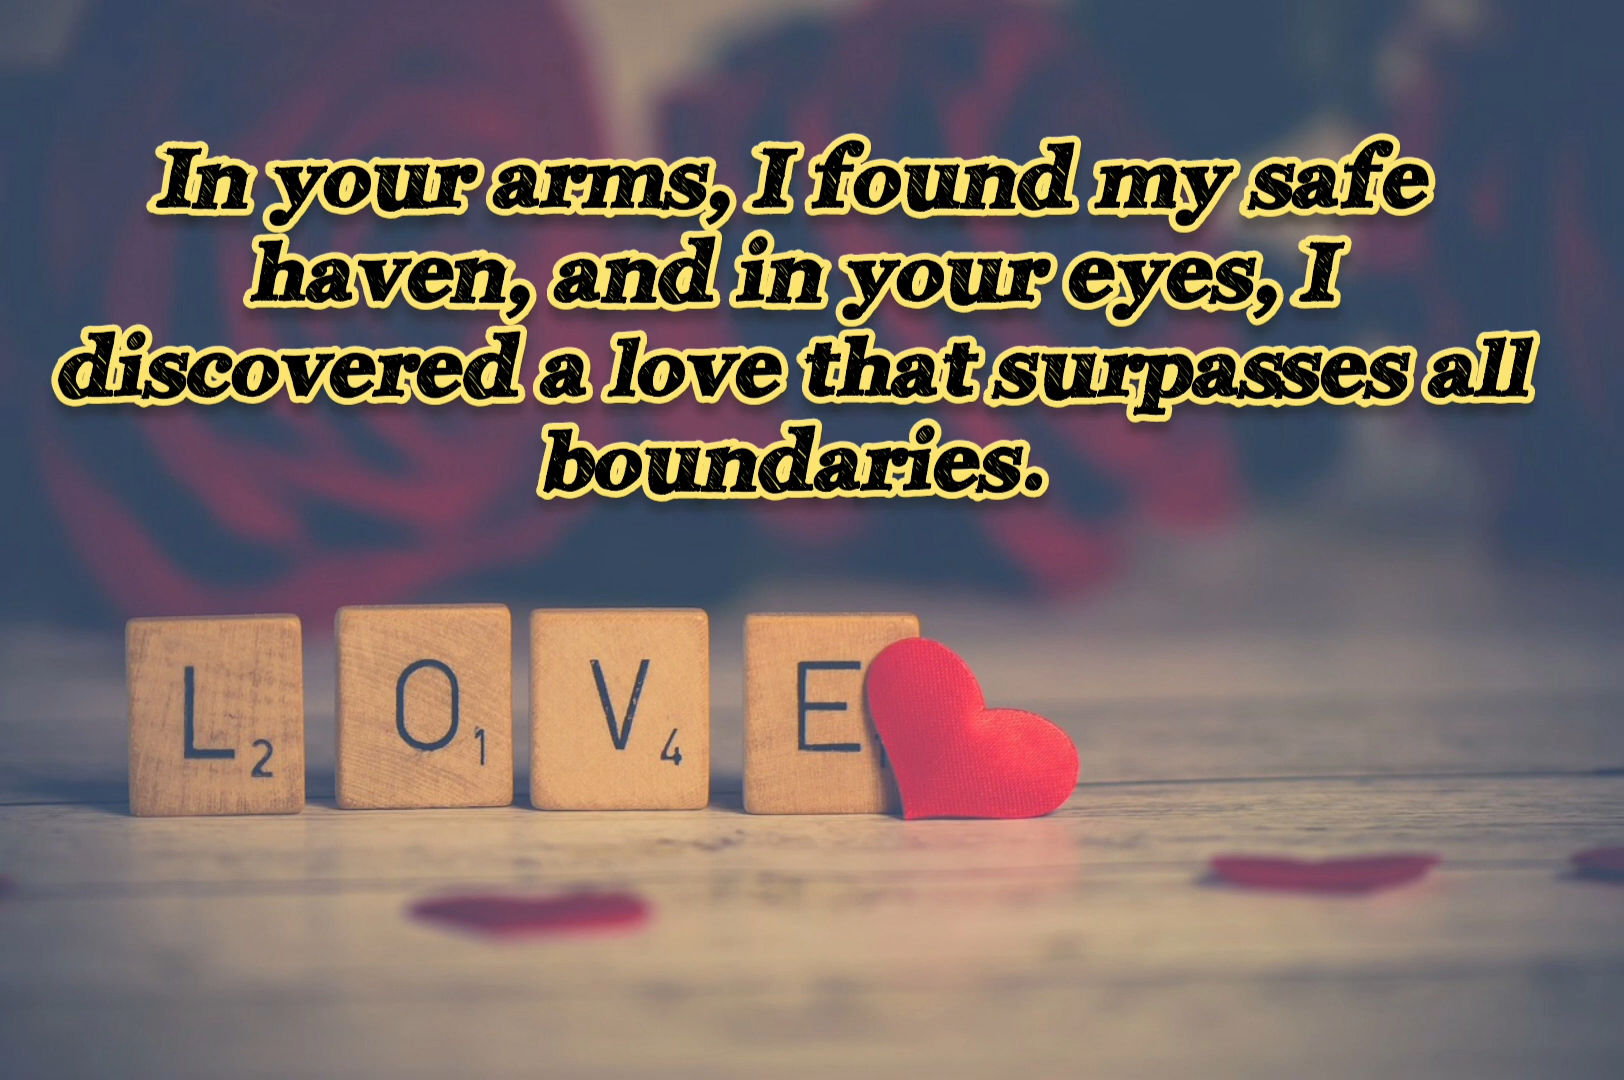 In your arms, I found my safe
haven, and in your eyes, I
discovered a love that surpasses all
boundaries.
L2 O1 V4 E